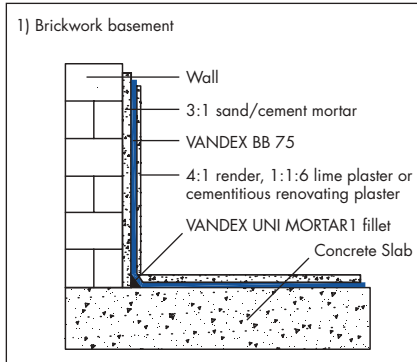 1) Brickwork basement
Wall
3:1 sand/cement mortar
VANDEX BB 75
4:1 render, 1:1:6 lime plaster or
cementitious renovating plaster
VANDEX UNI MORTAR1 fillet
Concrete Slab